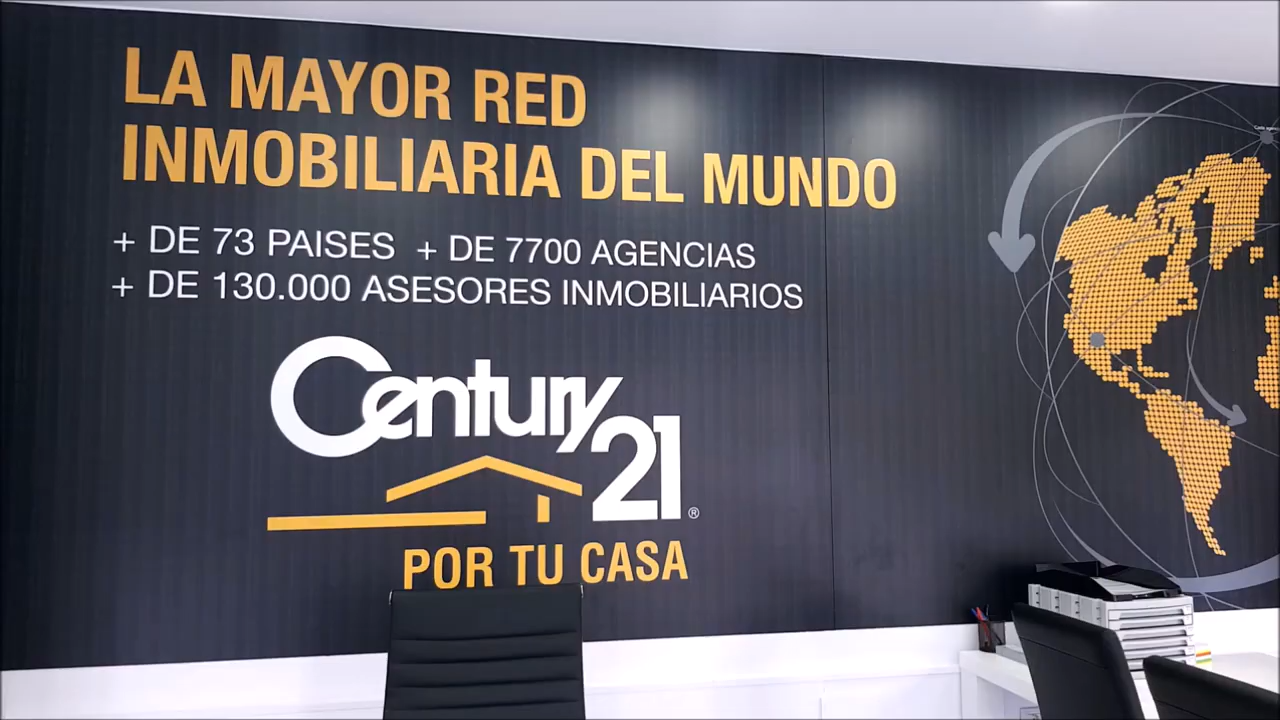 LA MAYOR RED
INMOBILIARIA DEL MUNDO
+ DE 73 PAISES + DE 7700 AGENCIAS
+ DE 130.000 ASESORES INMOBILIARIOS
Century
21®
POR TU CASA